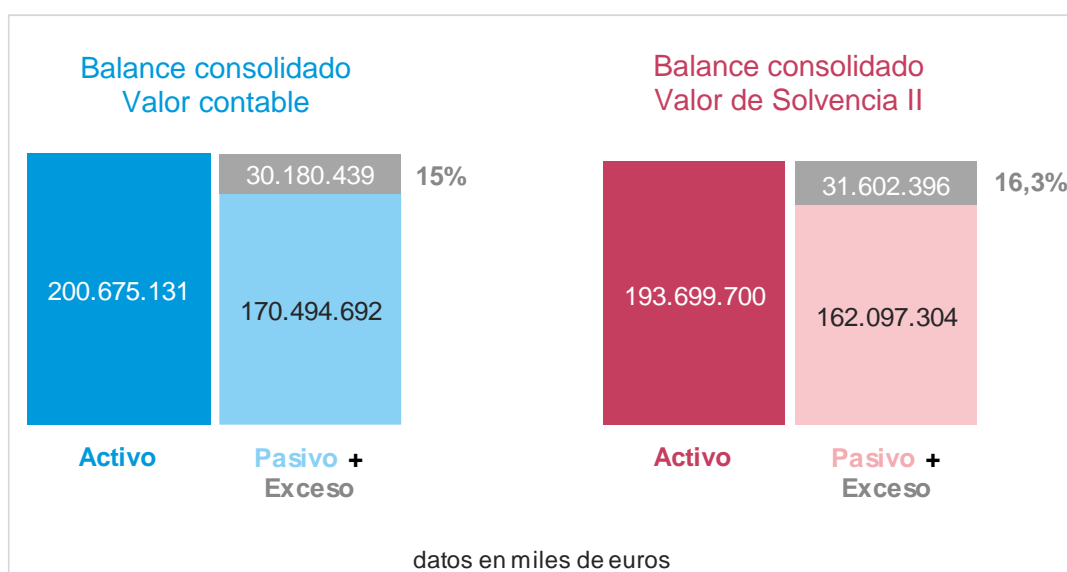 Balance consolidado
Valor contable
30.180.439
15%
200.675.131
170.494.692
Activo
Pasivo +
Exceso
Balance consolidado
Valor de Solvencia II
31.602.396
16,3%
193.699.700
162.097.304
Activo
Pasivo +
Exceso
datos en miles de euros